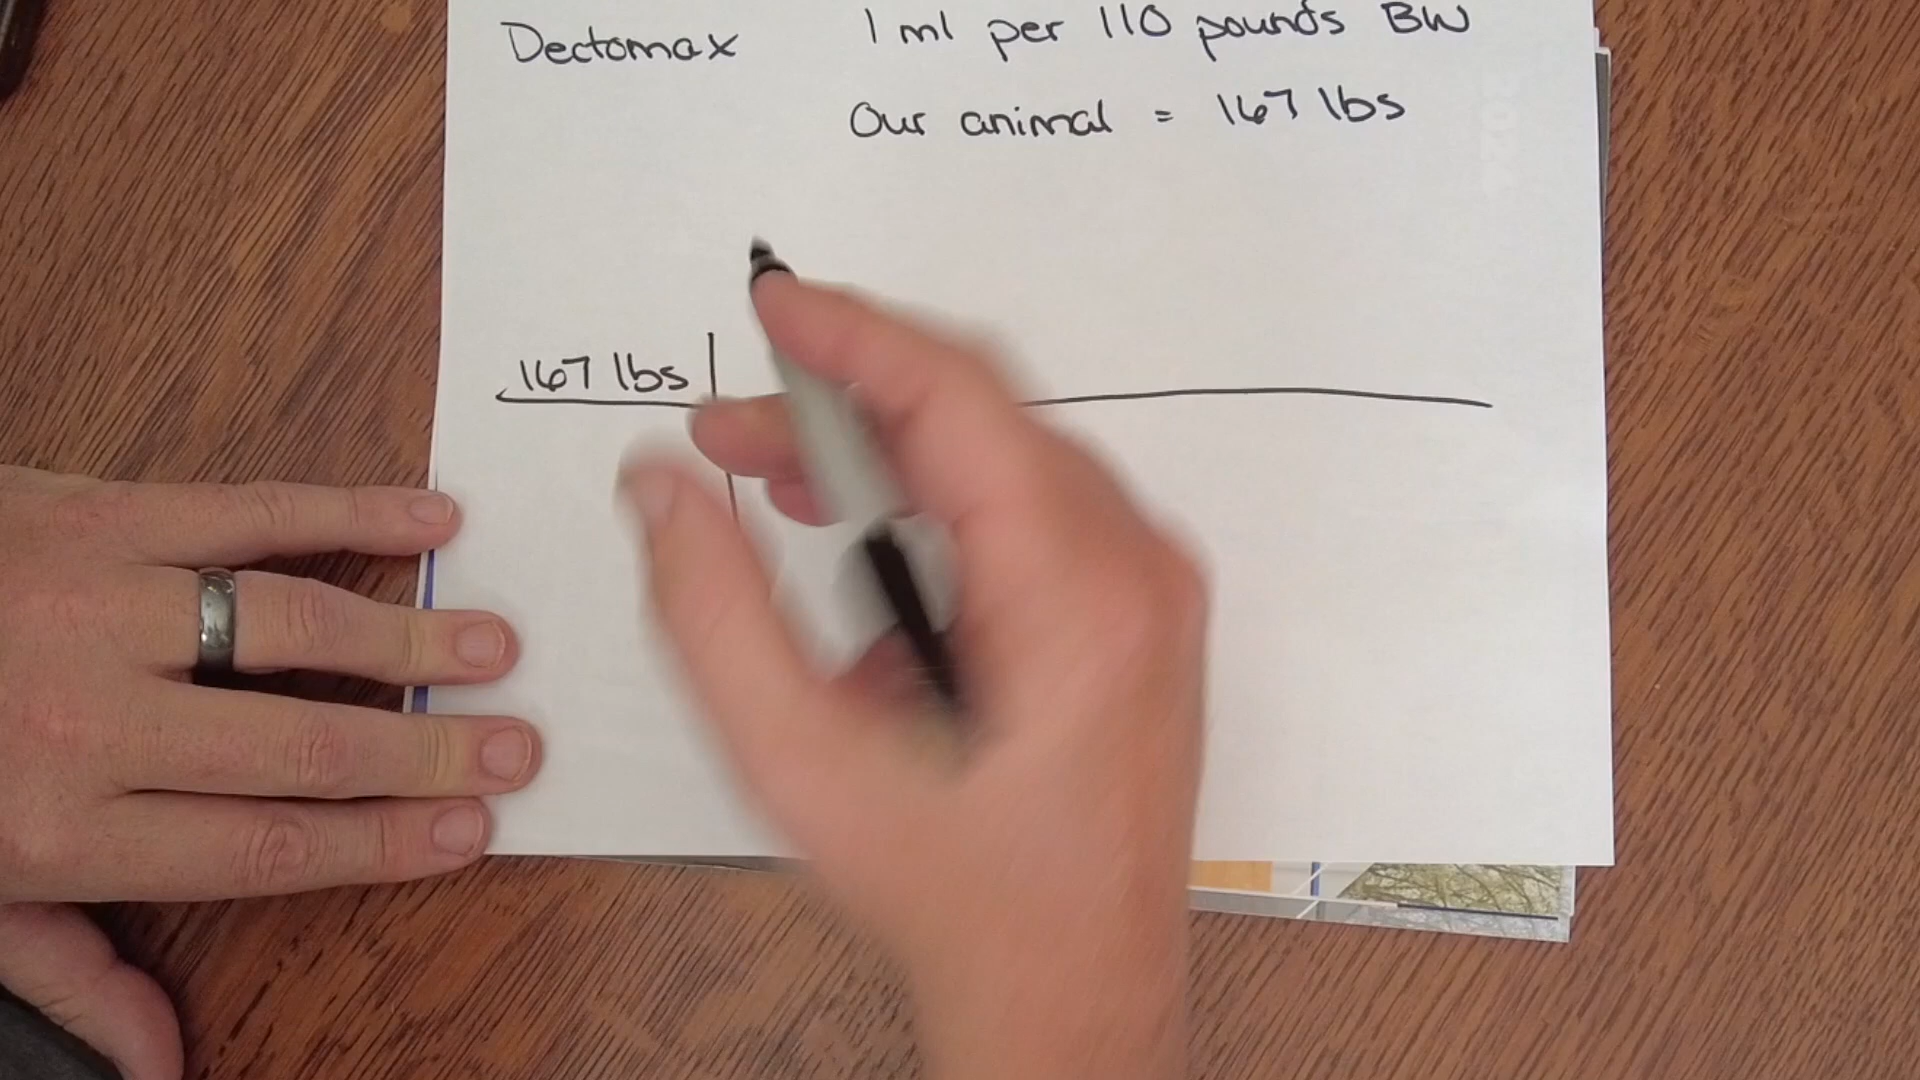 Dectomax 1 ml per 110 pounds BW
Our animal = 167 lbs
167 lbs